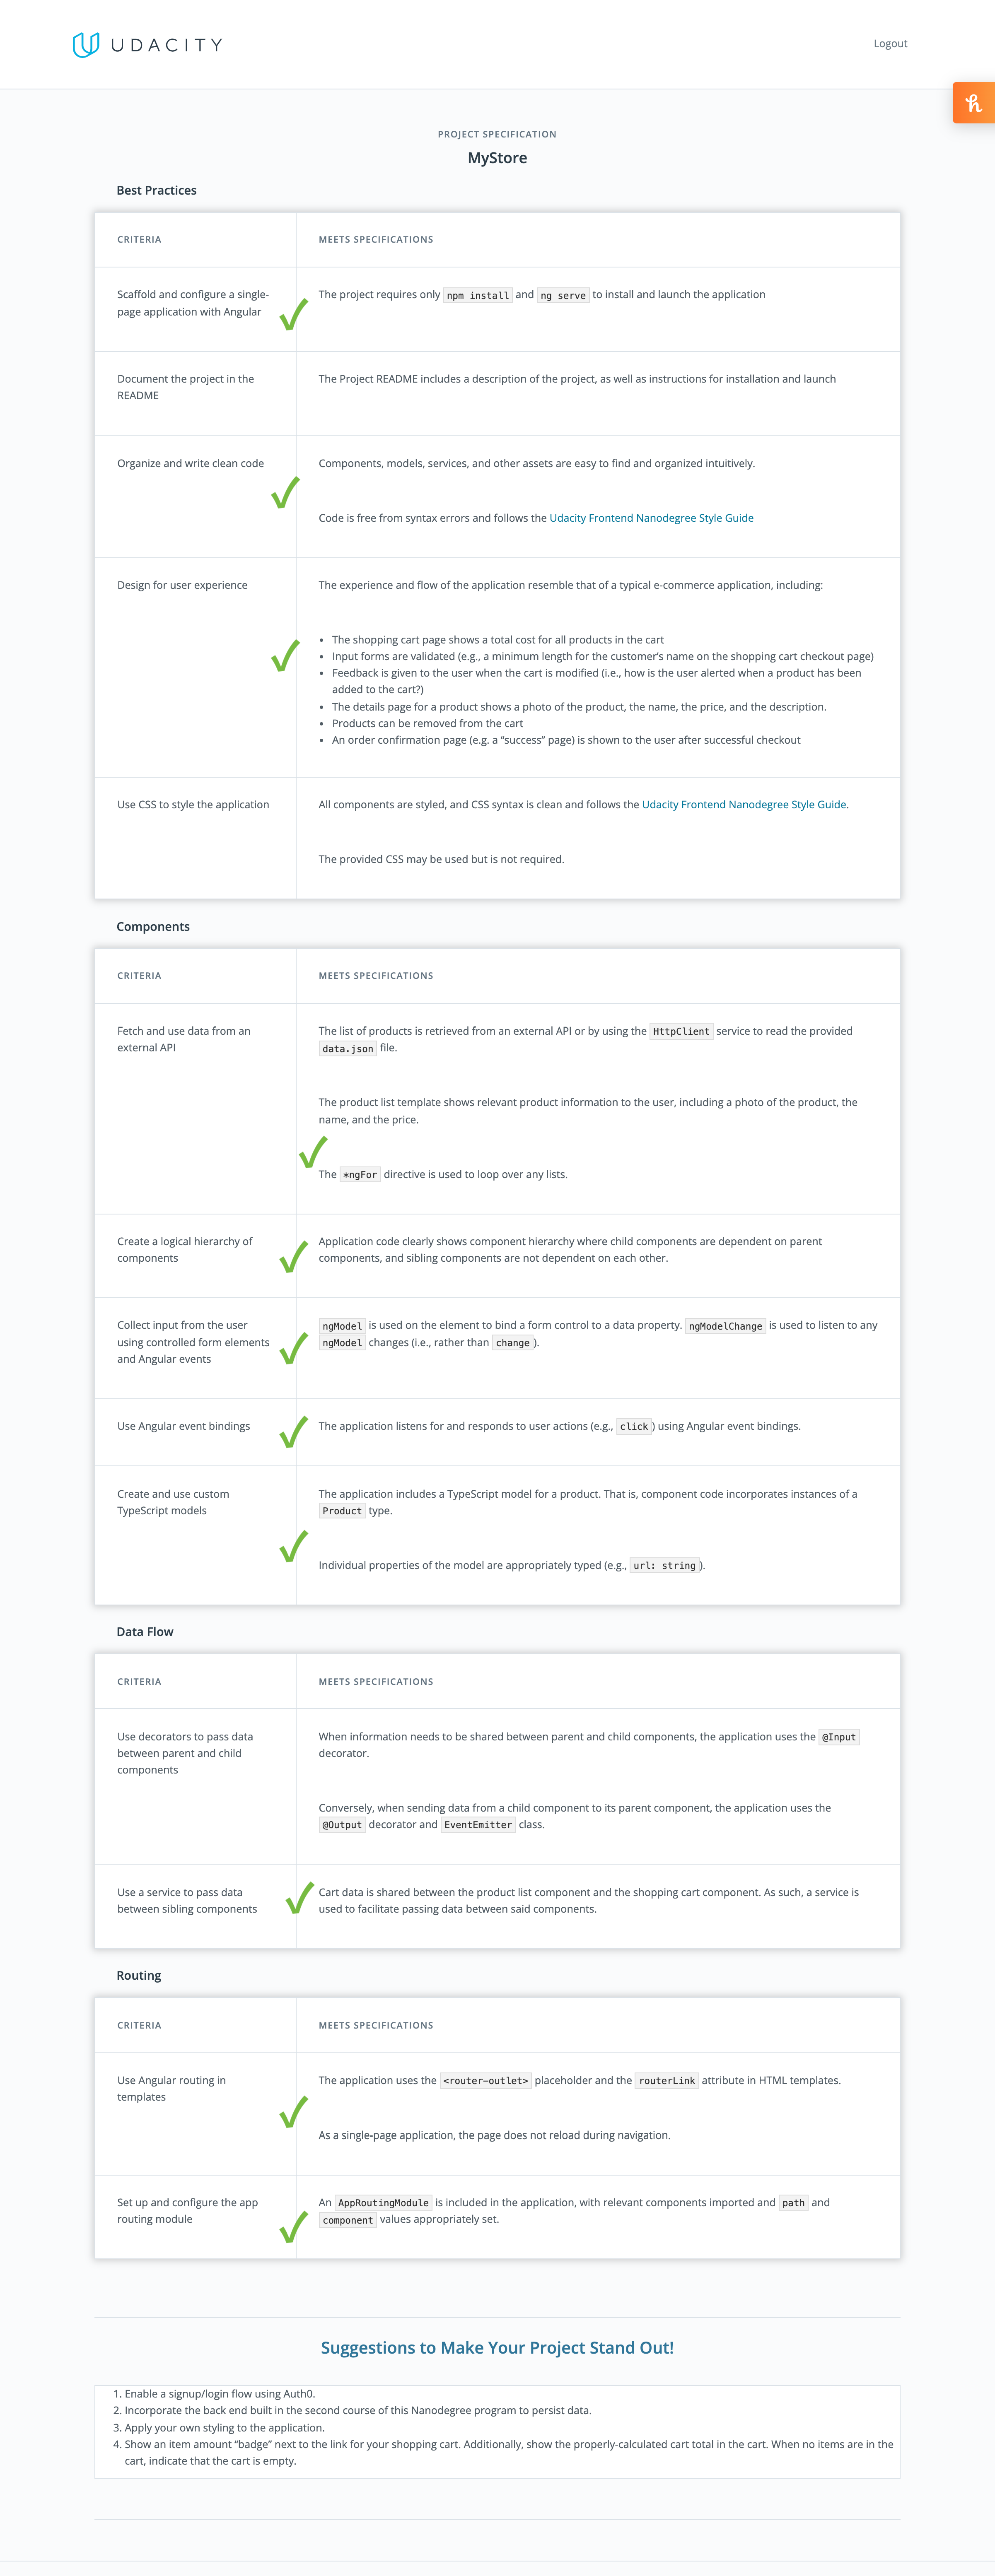 UDACITY
Logout
PROJECT SPECIFICATION
MyStore
Best Practices
CRITERIA
MEETS SPECIFICATIONS
Scaffold and configure a single-
page application with Angular
The project requires only npm install and ng serve to install and launch the application
Document the project in the
README
The Project README includes a description of the project, as well as instructions for installation and launch
Organize and write clean code
Components, models, services, and other assets are easy to find and organized intuitively.
Code is free from syntax errors and follows the Udacity Frontend Nanodegree Style Guide
Design for user experience
The experience and flow of the application resemble that of a typical e-commerce application, including:
• The shopping cart page shows a total cost for all products in the cart
• Input forms are validated (e.g., a minimum length for the customer's name on the shopping cart checkout page)
• Feedback is given to the user when the cart is modified (i.e., how is the user alerted when a product has been
added to the cart?)
• The details page for a product shows a photo of the product, the name, the price, and the description.
• Products can be removed from the cart
• An order confirmation page (e.g. a “success” page) is shown to the user after successful checkout
Use CSS to style the application
All components are styled, and CSS syntax is clean and follows the Udacity Frontend Nanodegree Style Guide.
The provided CSS may be used but is not required.
Components
CRITERIA
MEETS SPECIFICATIONS
Fetch and use data from an
external API
The list of products is retrieved from an external API or by using the HttpClient service to read the provided
data.json file.
The product list template shows relevant product information to the user, including a photo of the product, the
name, and the price.
The *ngFor directive is used to loop over any lists.
Create a logical hierarchy of
components
Application code clearly shows component hierarchy where child components are dependent on parent
components, and sibling components are not dependent on each other.
Collect input from the user
using controlled form elements
and Angular events
ngModel is used on the element to bind a form control to a data property. ngModelChange is used to listen to any
ngModel changes (i.e., rather than change ).
Use Angular event bindings
The application listens for and responds to user actions (e.g., click ) using Angular event bindings.
Create and use custom
TypeScript models
The application includes a TypeScript model for a product. That is, component code incorporates instances of a
Product type.
Individual properties of the model are appropriately typed (e.g., url: string ).
Data Flow
CRITERIA
MEETS SPECIFICATIONS
Use decorators to pass data
between parent and child
components
When information needs to be shared between parent and child components, the application uses the @Input
decorator.
Conversely, when sending data from a child component to its parent component, the application uses the
@Output decorator and EventEmitter class.
Use a service to pass data
between sibling components
Cart data is shared between the product list component and the shopping cart component. As such, a service is
used to facilitate passing data between said components.
Routing
CRITERIA
MEETS SPECIFICATIONS
Use Angular routing in
templates
The application uses the <router-outlet> placeholder and the routerLink attribute in HTML templates.
As a single-page application, the page does not reload during navigation.
Set up and configure the app
routing module
An AppRoutingModule is included in the application, with relevant components imported and path and
component values appropriately set.
Suggestions to Make Your Project Stand Out!
1. Enable a signup/login flow using Auth0.
2. Incorporate the back end built in the second course of this Nanodegree program to persist data.
3. Apply your own styling to the application.
4. Show an item amount “badge” next to the link for your shopping cart. Additionally, show the properly-calculated cart total in the cart. When no items are in the
cart, indicate that the cart is empty.